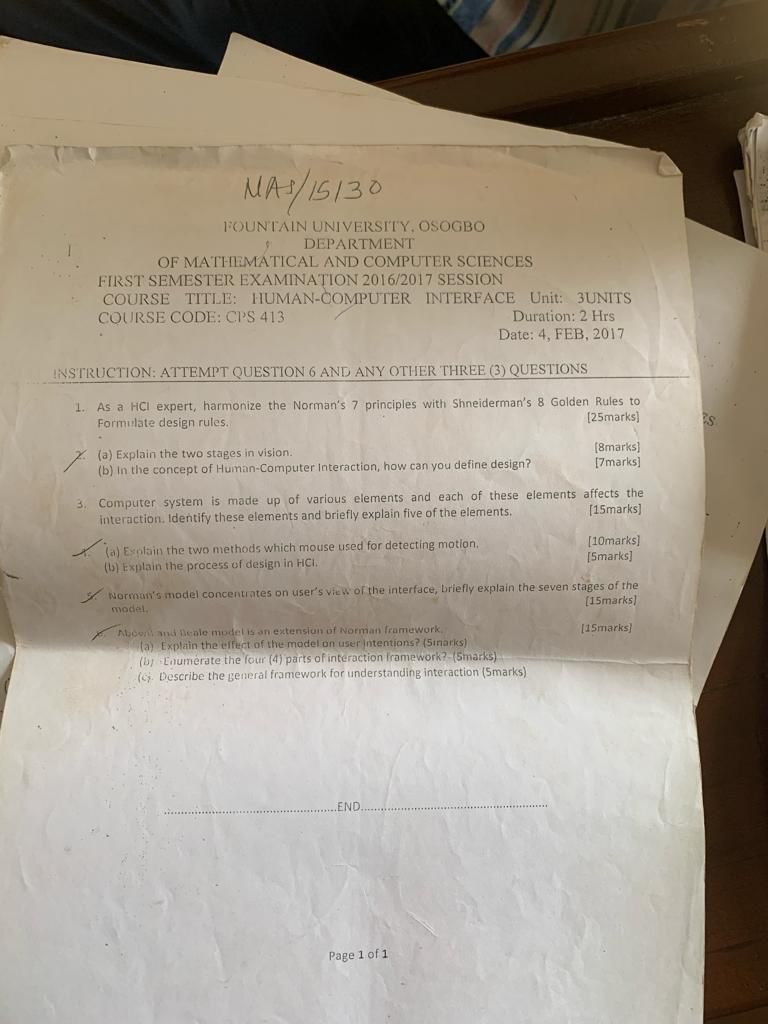 MAS/15/30
FOUNTAIN UNIVERSITY, OSOGBO
DEPARTMENT
OF MATHEMATICAL AND COMPUTER SCIENCES
FIRST SEMESTER EXAMINATION 2016/2017 SESSION
COURSE TITLE: HUMAN-COMPUTER INTERFACE Unit: 3UNITS
COURSE CODE: CPS 413 Duration: 2 Hrs
Date: 4, FEB, 2017
INSTRUCTION: ATTEMPT QUESTION 6 AND ANY OTHER THREE (3) QUESTIONS
1. As a HCI expert, harmonize the Norman's 7 principles with Shneiderman's 8 Golden Rules to
Formulate design rules. [25marks]
2. (a) Explain the two stages in vision. [8marks]
(b) In the concept of Human-Computer Interaction, how can you define design? [7marks]
3. Computer system is made up of various elements and each of these elements affects the
interaction. Identify these elements and briefly explain five of the elements. [15marks]
4. (a) Explain the two methods which mouse used for detecting motion. [10marks]
(b) Explain the process of design in HCI. [5marks]
5. Norman's model concentrates on user's view of the interface, briefly explain the seven stages of the
model. [15marks]
6. Abowd and Beale model is an extension of Norman framework. [15marks]
(a) Explain the effect of the model on user intentions? (5marks)
(b) Enumerate the four (4) parts of interaction framework? (5marks)
(c). Describe the general framework for understanding interaction (5marks)
END
Page 1 of 1